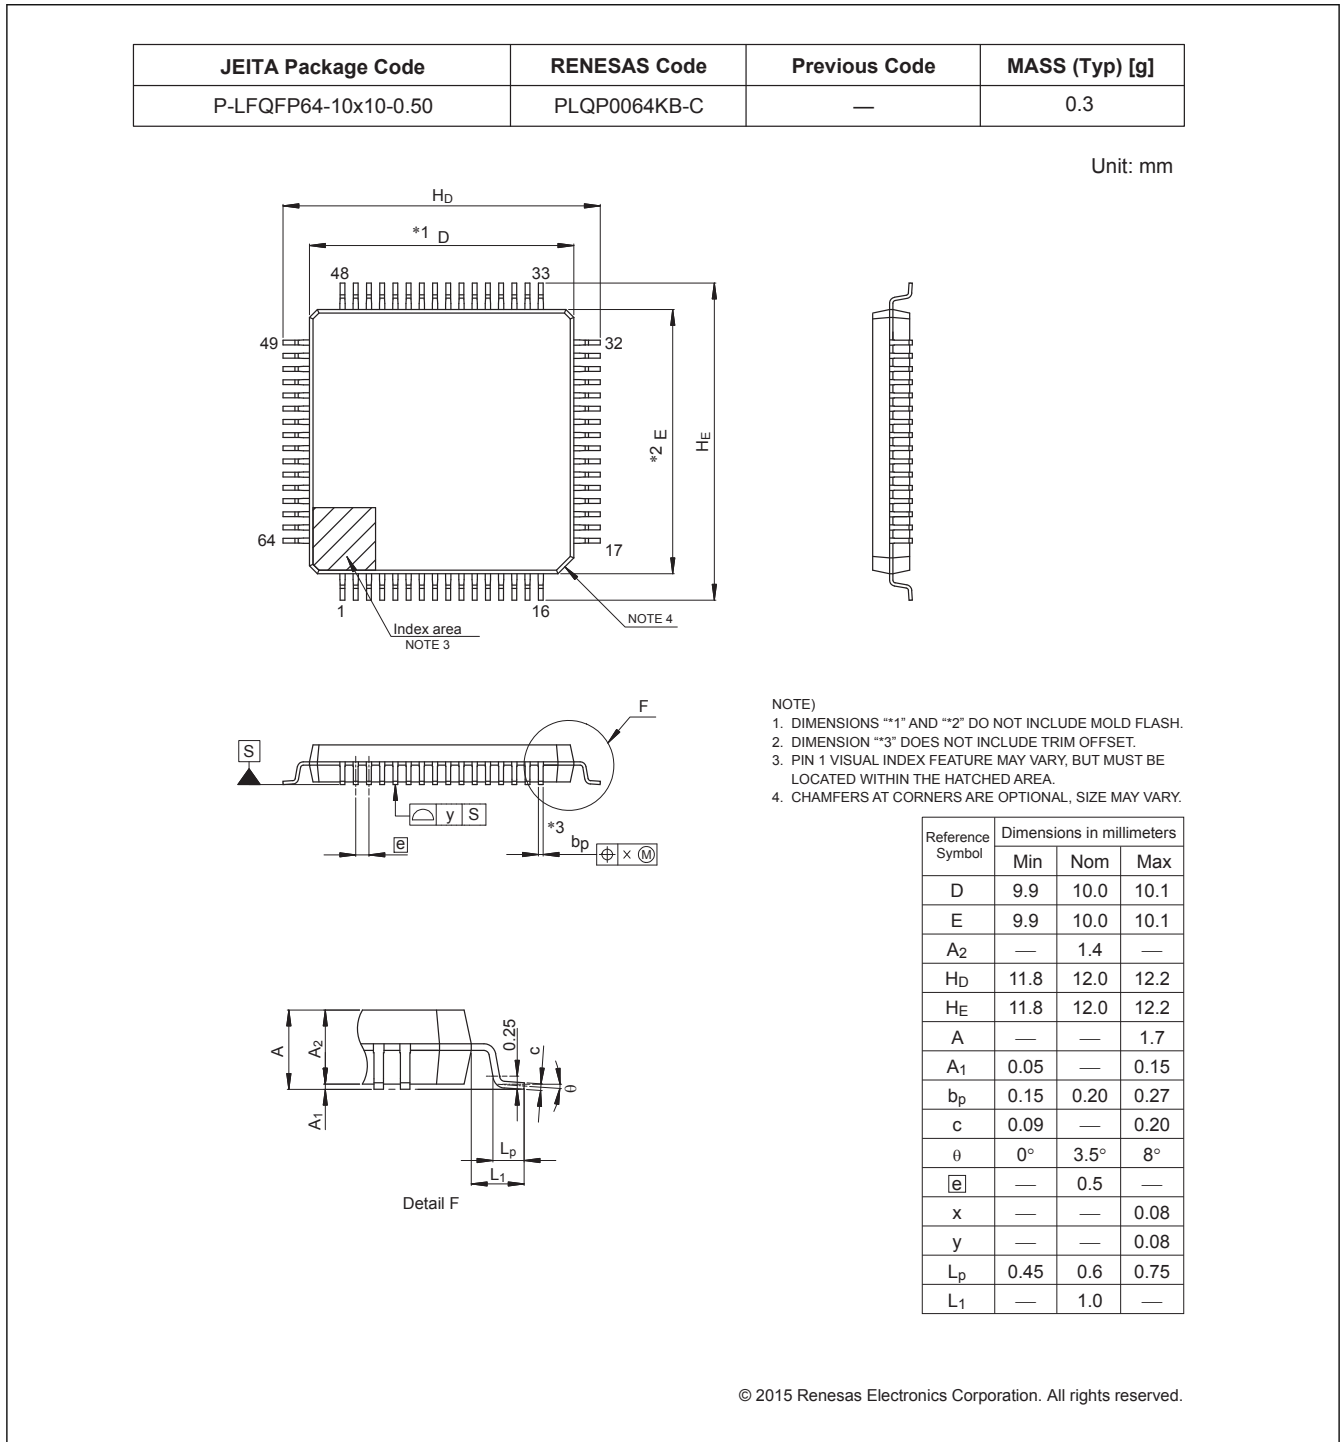 JEITA Package Code RENESAS Code Previous Code MASS (Typ) [g]
P-LFQFP64-10x10-0.50 PLQP0064KB-C — 0.3
Unit: mm
HD
*1 D
48 33
49 32
*2 E
HE
64 17
1 16
Index area
NOTE 3
NOTE 4
F
S
y S
e
*3
bp x M
NOTE)
1. DIMENSIONS “*1” AND “*2” DO NOT INCLUDE MOLD FLASH.
2. DIMENSION “*3” DOES NOT INCLUDE TRIM OFFSET.
3. PIN 1 VISUAL INDEX FEATURE MAY VARY, BUT MUST BE
LOCATED WITHIN THE HATCHED AREA.
4. CHAMFERS AT CORNERS ARE OPTIONAL, SIZE MAY VARY.
Reference Symbol Dimensions in millimeters
Min Nom Max
D 9.9 10.0 10.1
E 9.9 10.0 10.1
A2 — 1.4 —
HD 11.8 12.0 12.2
HE 11.8 12.0 12.2
A — — 1.7
A1 0.05 — 0.15
bp 0.15 0.20 0.27
c 0.09 — 0.20
θ 0° 3.5° 8°
e — 0.5 —
x — — 0.08
y — — 0.08
Lp 0.45 0.6 0.75
L1 — 1.0 —
A
A2
A1
0.25
c
θ
Lp
L1
Detail F
© 2015 Renesas Electronics Corporation. All rights reserved.